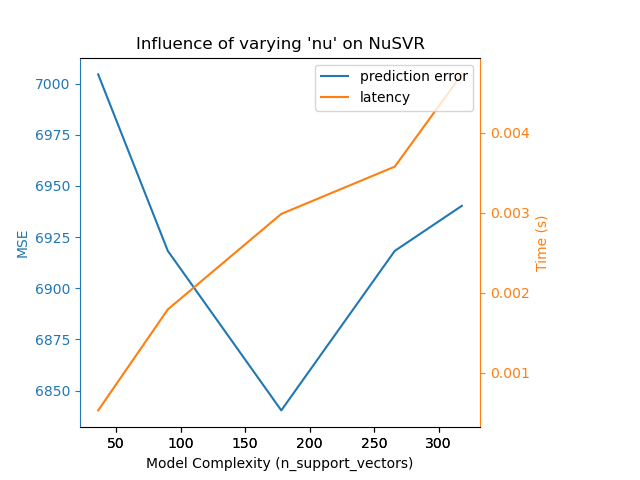 Influence of varying 'nu' on NuSVR
prediction error
latency
7000
6975
6950
6925
6900
6875
6850
MSE
0.004
0.003
0.002
0.001
Time (s)
50 100 150 200 250 300
Model Complexity (n_support_vectors)